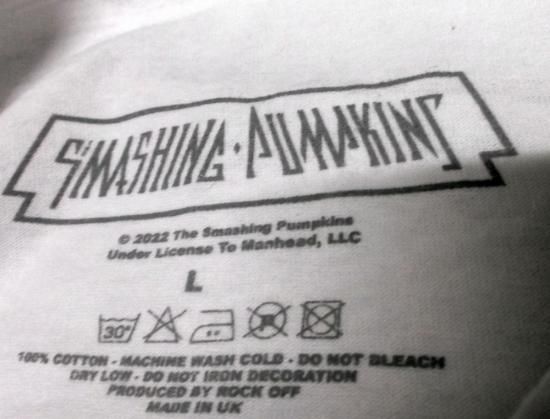 SMASHING · PUMPKINS
© 2022 The Smashing Pumpkins
Under License To Manhead, LLC
L
30°
P
100% COTTON - MACHINE WASH COLD - DO NOT BLEACH
DRY LOW - DO NOT IRON DECORATION
PRODUCED BY ROCK OFF
MADE IN UK